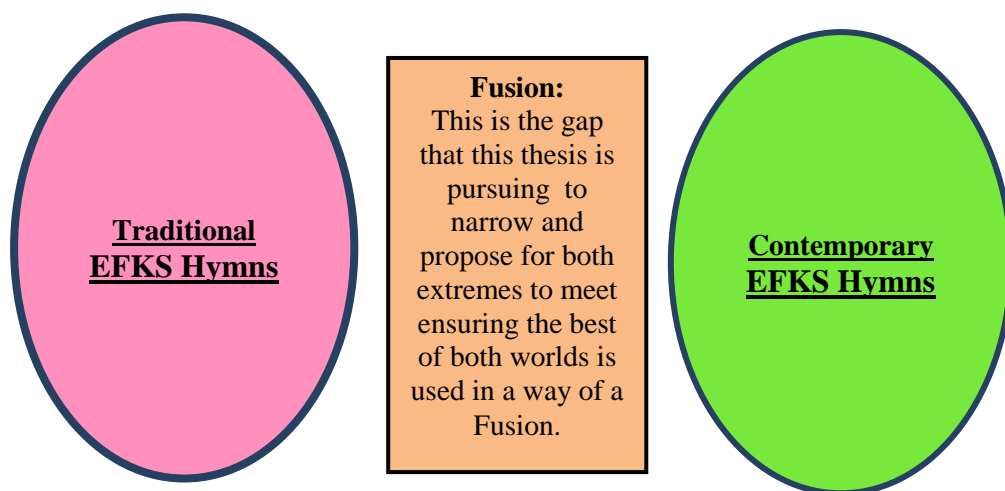 Traditional
EFKS Hymns
Fusion:
This is the gap
that this thesis is
pursuing to
narrow and
propose for both
extremes to meet
ensuring the best
of both worlds is
used in a way of a
Fusion.
Contemporary
EFKS Hymns